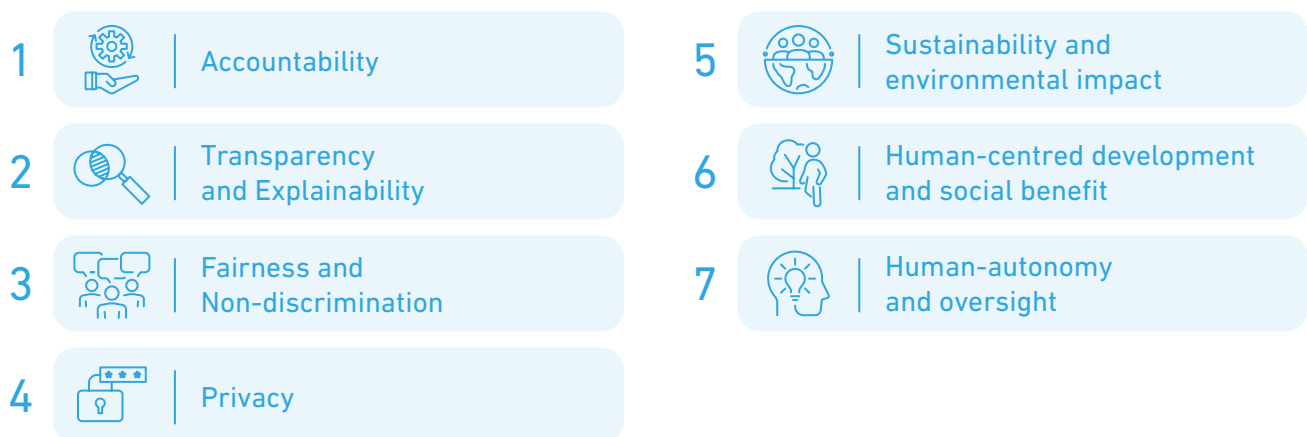 1
Accountability
2
Transparency
and Explainability
3
Fairness and
Non-discrimination
4
* * *
Privacy
5
Sustainability and
environmental impact
6
Human-centred development
and social benefit
7
Human-autonomy
and oversight